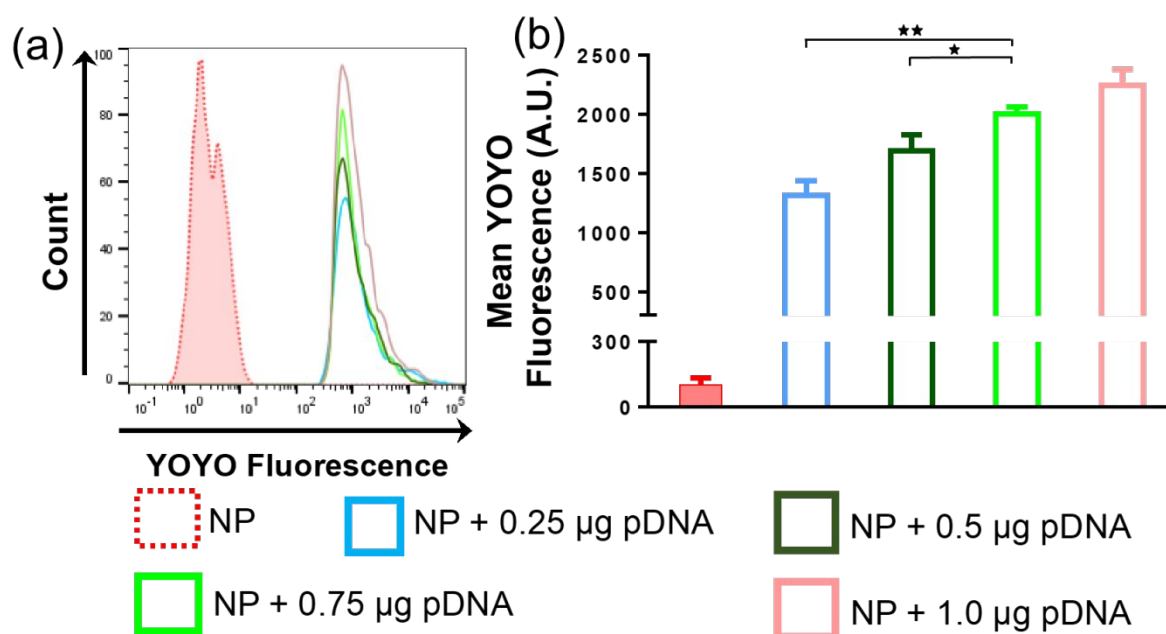 (a)
100
80
60
40
20
0
Count
10^-1 10^0 10^1 10^2 10^3 10^4 10^5
YOYO Fluorescence
(b)
★★
★
2500
2000
1500
1000
500
300
0
Mean YOYO
Fluorescence (A.U.)
NP
NP + 0.25 µg pDNA
NP + 0.5 µg pDNA
NP + 0.75 µg pDNA
NP + 1.0 µg pDNA